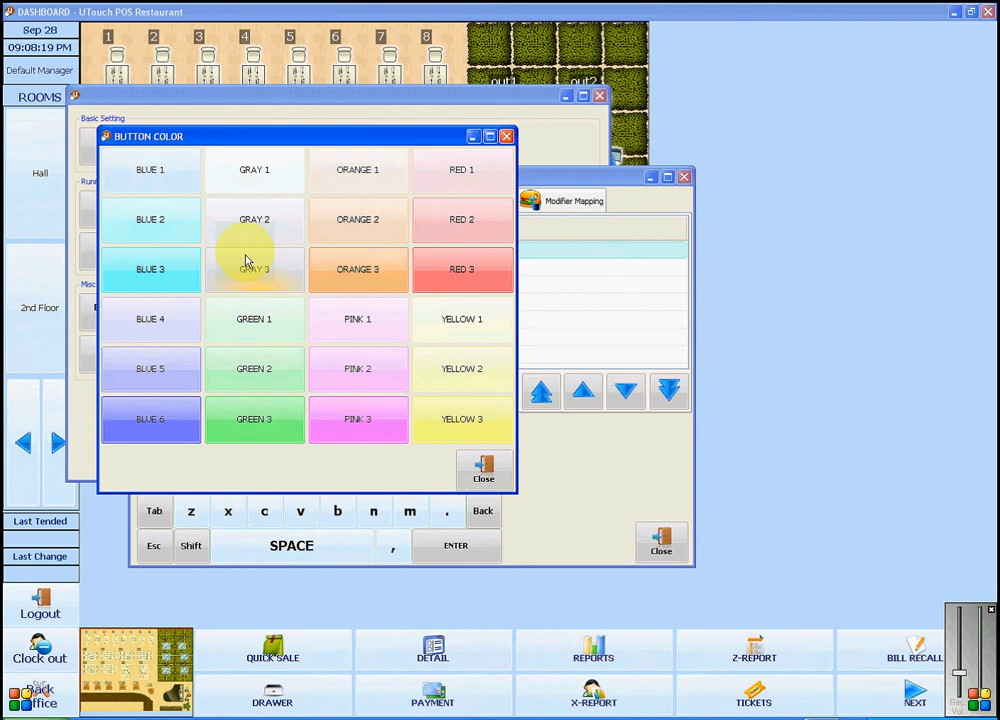 DASHBOARD - UTouch POS Restaurant
Sep 28
09:08:19 PM
Default Manager
ROOMS
Hall
2nd Floor
Last Tended
Last Change
Logout
Clock out
Back
Office
1 2 3 4 5 6 7 8
out1 out2
Basic Setting
Misc
BUTTON COLOR
BLUE 1 GRAY 1 ORANGE 1 RED 1
BLUE 2 GRAY 2 ORANGE 2 RED 2
BLUE 3 GRAY 3 ORANGE 3 RED 3
BLUE 4 GREEN 1 PINK 1 YELLOW 1
BLUE 5 GREEN 2 PINK 2 YELLOW 2
BLUE 6 GREEN 3 PINK 3 YELLOW 3
Close
Modifier Mapping
Tab z x c v b n m . Back
Esc Shift SPACE , ENTER
Close
QUICK SALE DETAIL REPORTS Z-REPORT BILL RECALL
DRAWER PAYMENT X-REPORT TICKETS NEXT